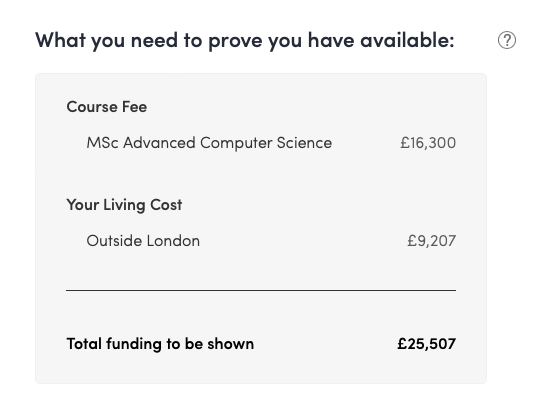 What you need to prove you have available:
?
Course Fee
MSc Advanced Computer Science £16,300
Your Living Cost
Outside London £9,207
Total funding to be shown £25,507